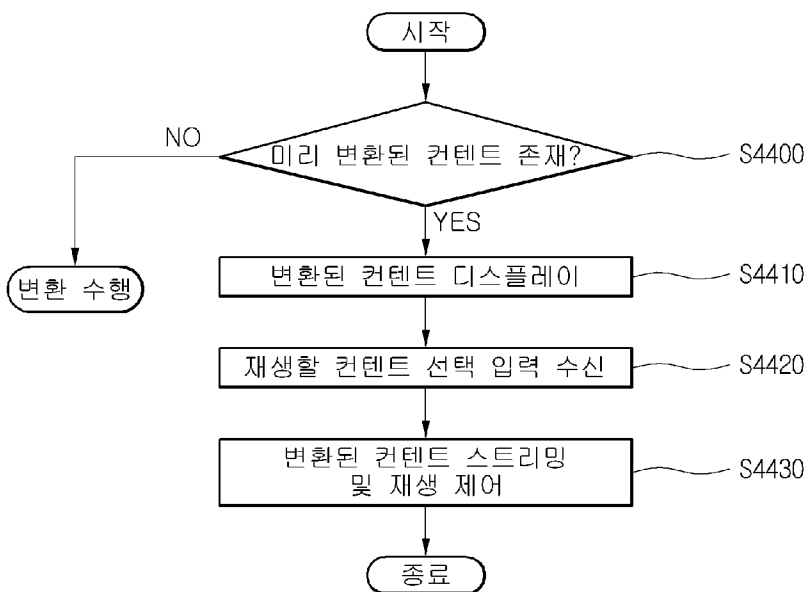 시작
미리 변환된 컨텐트 존재?
S4400
NO
YES
변환 수행
변환된 컨텐트 디스플레이
S4410
재생할 컨텐트 선택 입력 수신
S4420
변환된 컨텐트 스트리밍
및 재생 제어
S4430
종료